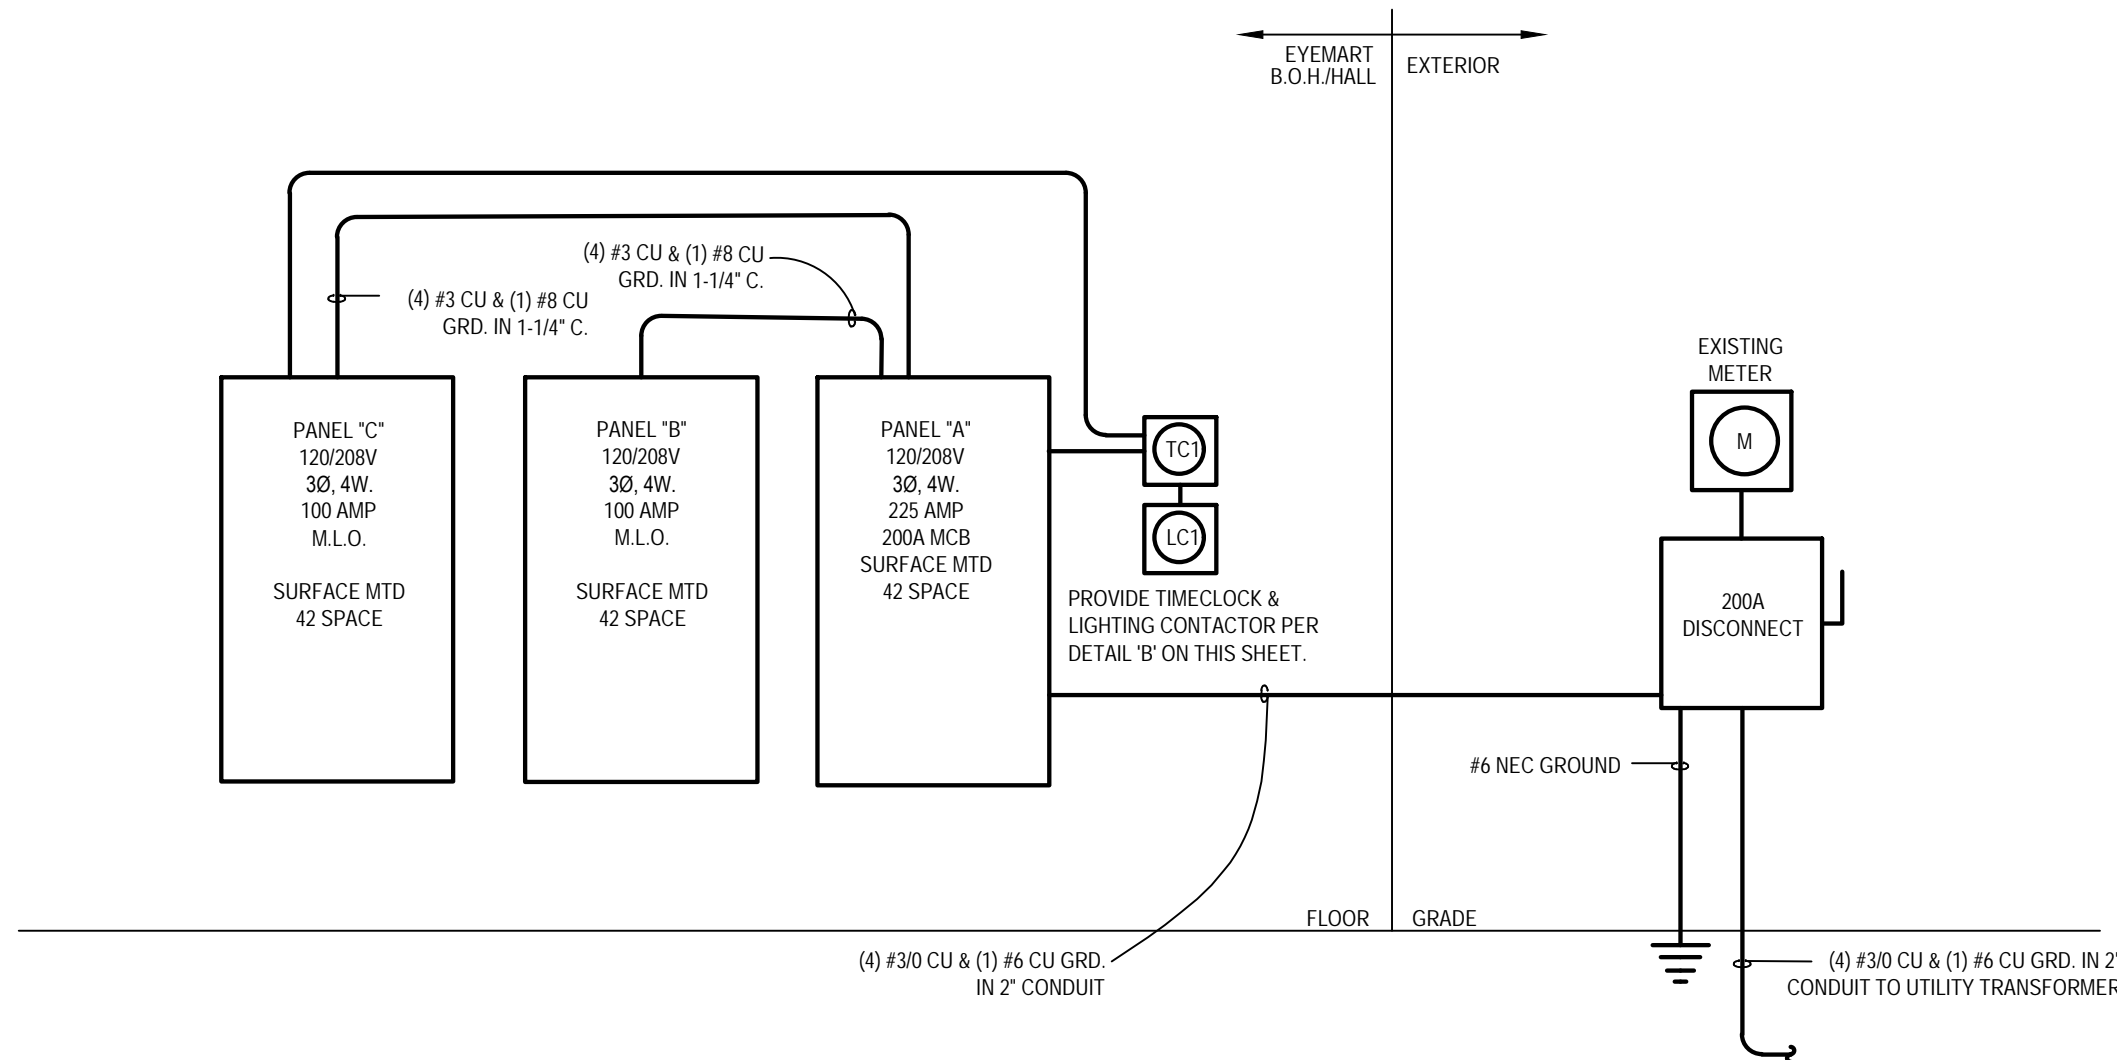 EYEMART
B.O.H./HALL
EXTERIOR
(4) #3 CU & (1) #8 CU
GRD. IN 1-1/4" C.
(4) #3 CU & (1) #8 CU
GRD. IN 1-1/4" C.
PANEL "C"
120/208V
3Ø, 4W.
100 AMP
M.L.O.
SURFACE MTD
42 SPACE
PANEL "B"
120/208V
3Ø, 4W.
100 AMP
M.L.O.
SURFACE MTD
42 SPACE
PANEL "A"
120/208V
3Ø, 4W.
225 AMP
200A MCB
SURFACE MTD
42 SPACE
TC1
LC1
PROVIDE TIMECLOCK &
LIGHTING CONTACTOR PER
DETAIL 'B' ON THIS SHEET.
EXISTING
METER
M
200A
DISCONNECT
#6 NEC GROUND
FLOOR
GRADE
(4) #3/0 CU & (1) #6 CU GRD.
IN 2" CONDUIT
(4) #3/0 CU & (1) #6 CU GRD. IN 2"
CONDUIT TO UTILITY TRANSFORMER